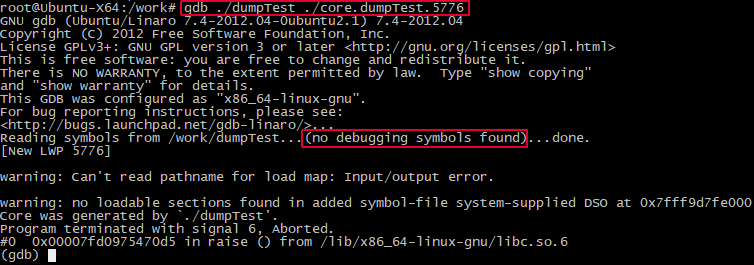 root@Ubuntu-X64:/work# gdb ./dumpTest ./core.dumpTest.5776
GNU gdb (Ubuntu/Linaro 7.4-2012.04-0ubuntu2.1) 7.4-2012.04
Copyright (C) 2012 Free Software Foundation, Inc.
License GPLv3+: GNU GPL version 3 or later <http://gnu.org/licenses/gpl.html>
This is free software: you are free to change and redistribute it.
There is NO WARRANTY, to the extent permitted by law.  Type "show copying"
and "show warranty" for details.
This GDB was configured as "x86_64-linux-gnu".
For bug reporting instructions, please see:
<http://bugs.launchpad.net/gdb-linaro/>...
Reading symbols from /work/dumpTest...(no debugging symbols found)...done.
[New LWP 5776]
warning: Can't read pathname for load map: Input/output error.
warning: no loadable sections found in added symbol-file system-supplied DSO at 0x7fff9d7fe000
Core was generated by `./dumpTest'.
Program terminated with signal 6, Aborted.
#0  0x00007fd0975470d5 in raise () from /lib/x86_64-linux-gnu/libc.so.6
(gdb)